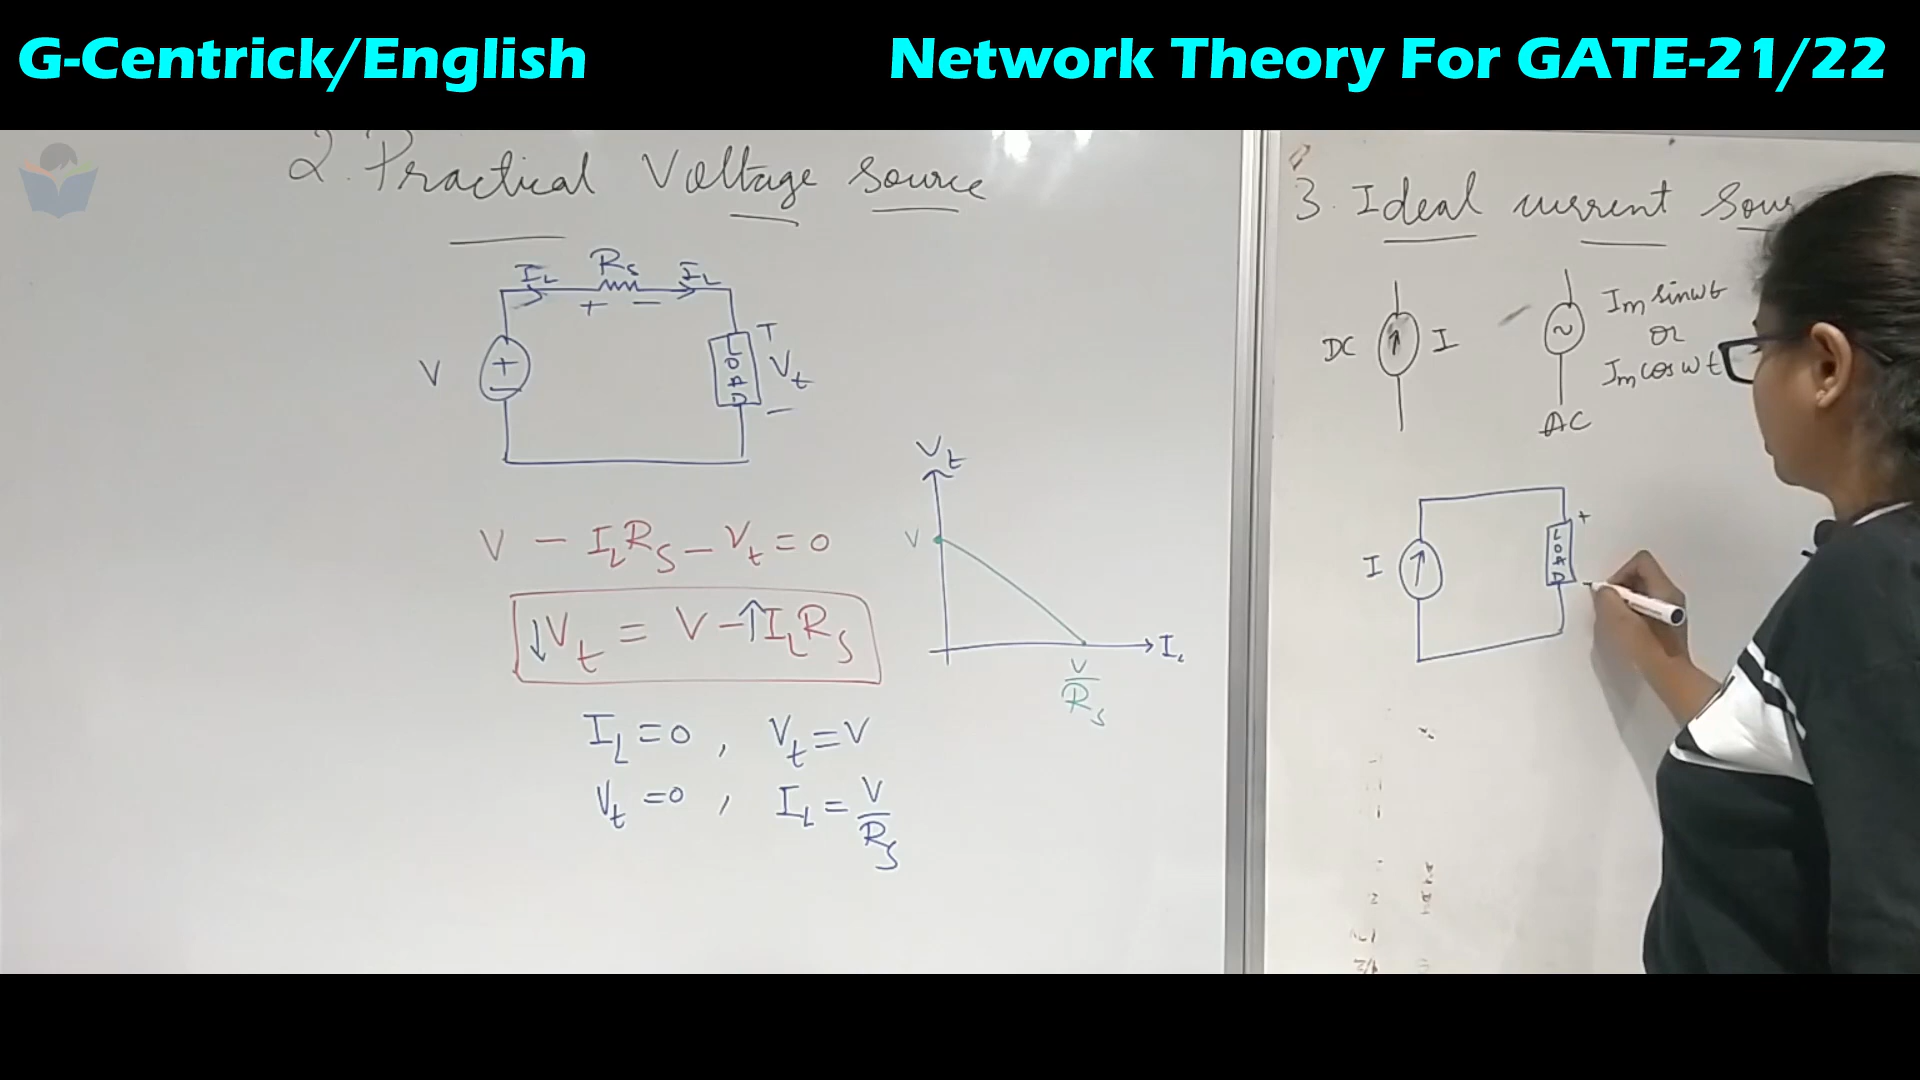 G-Centrick/English
Network Theory For GATE-21/22
2. Practical Voltage source
IL Rs IL
+ -
V
+
-
LOAD
+
Vt
-
V - ILRS - Vt = 0
↓Vt = V - ↑ILRS
IL = 0 , Vt = V
Vt = 0 , IL = V/RS
Vt
V
IL
V/RS
3. Ideal current
DC
↑
I
~
Im sinωt
or
Im cosωt
AC
I
↑
LOAD
+
-